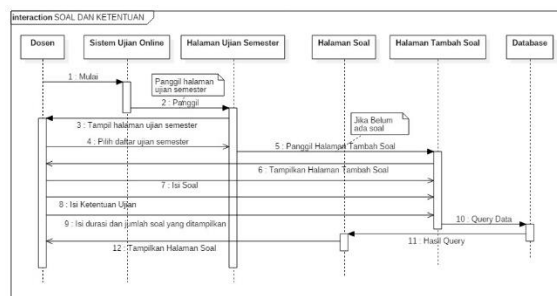 interaction SOAL DAN KETENTUAN
Dosen
Sistem Ujian Online
Halaman Ujian Semester
Halaman Soal
Halaman Tambah Soal
Database
1 : Mulai
Panggil halaman
ujian semester
2 : Panggil
3 : Tampil halaman ujian semester
Jika Belum
ada soal
4 : Pilih daftar ujian semester
5 : Panggil Halaman Tambah Soal
6 : Tampilkan Halaman Tambah Soal
7 : Isi Soal
8 : Isi Ketentuan Ujian
9 : Isi durasi dan jumlah soal yang ditampilkan
10 : Query Data
11 : Hasil Query
12 : Tampilkan Halaman Soal